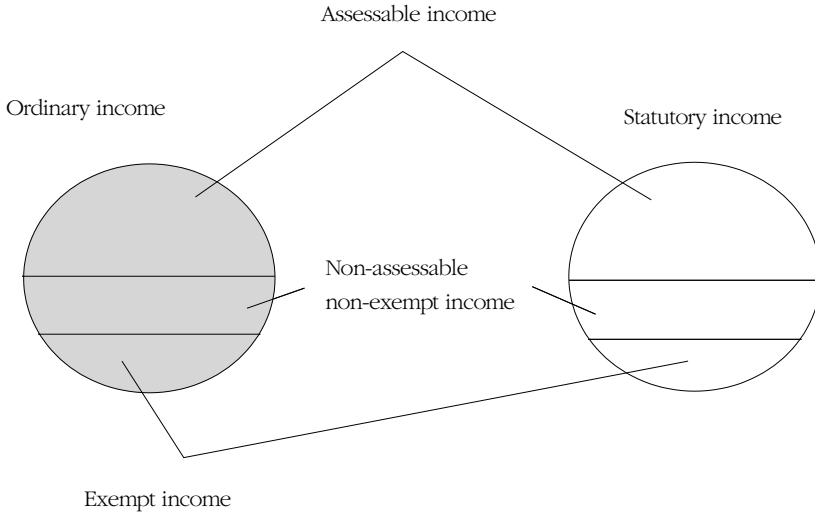 Assessable income
Ordinary income
Statutory income
Non-assessable
non-exempt income
Exempt income